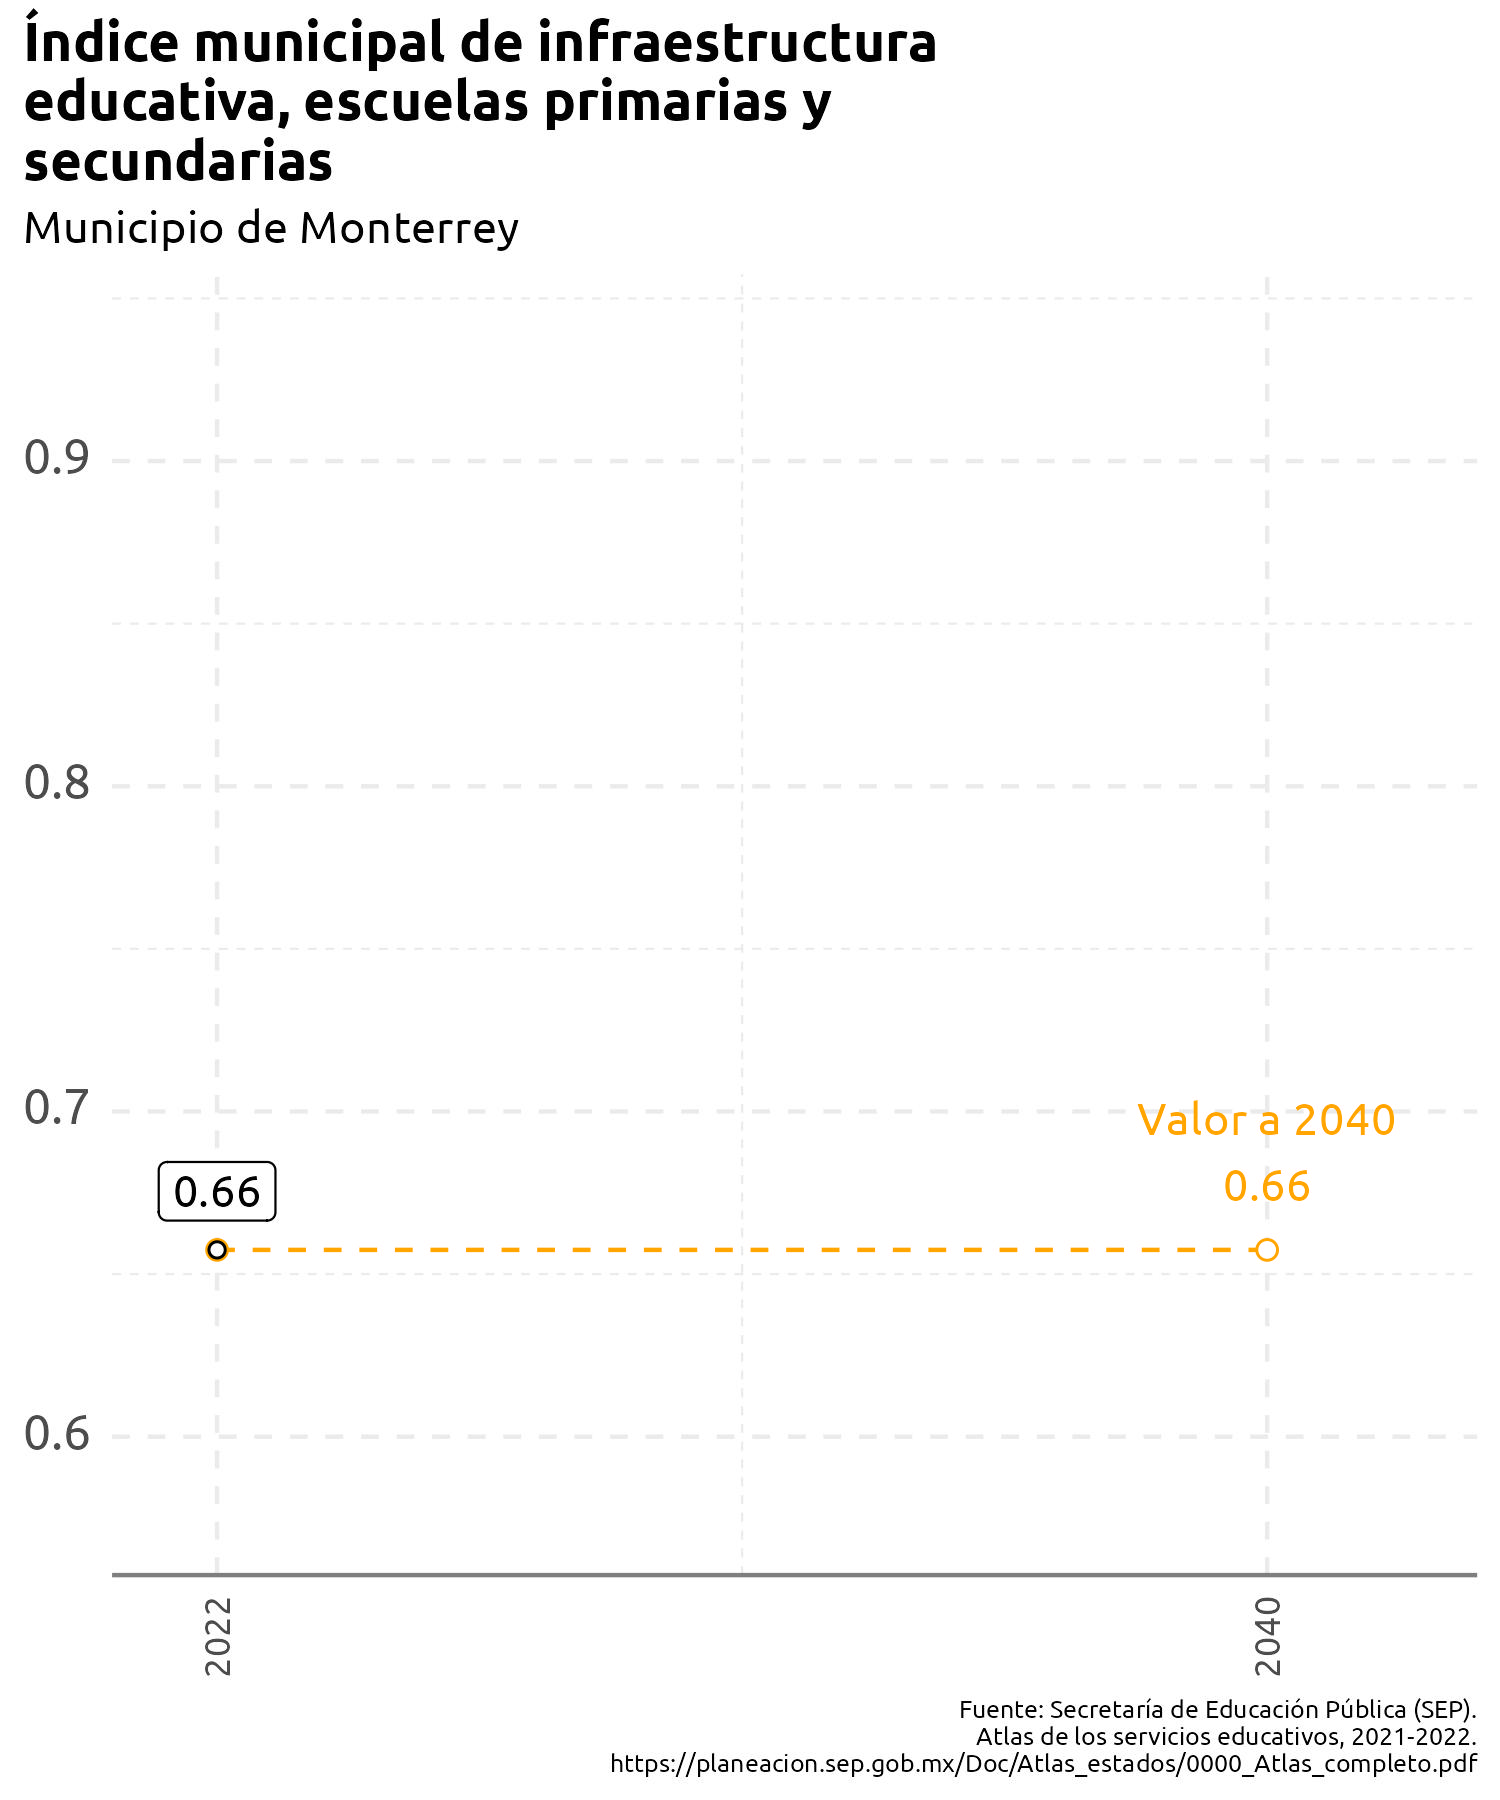 Índice municipal de infraestructura
educativa, escuelas primarias y
secundarias
Municipio de Monterrey
0.9
0.8
0.7
Valor a 2040
0.66
0.66
0.6
2022
2040
Fuente: Secretaría de Educación Pública (SEP).
Atlas de los servicios educativos, 2021-2022.
https://planeacion.sep.gob.mx/Doc/Atlas_estados/0000_Atlas_completo.pdf